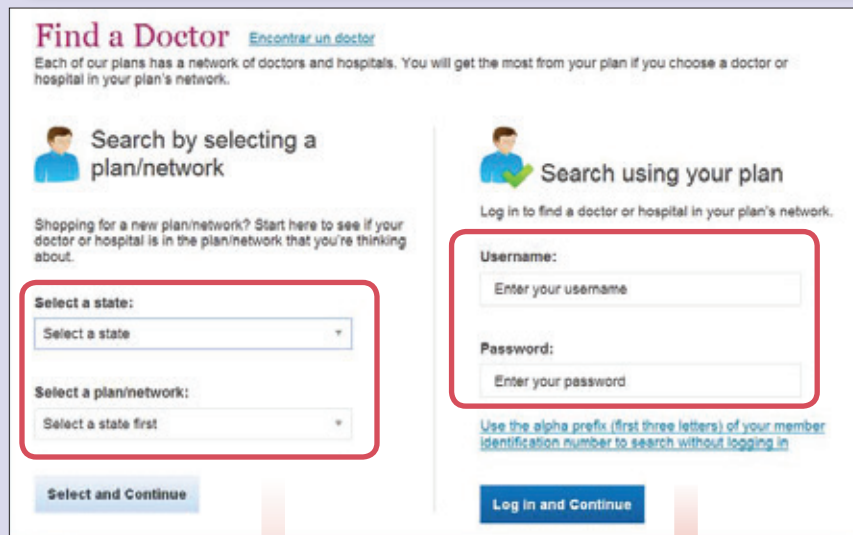 Find a Doctor Encontrar un doctor
Each of our plans has a network of doctors and hospitals. You will get the most from your plan if you choose a doctor or
hospital in your plan's network.
Search by selecting a
plan/network
Shopping for a new plan/network? Start here to see if your
doctor or hospital is in the plan/network that you're thinking
about.
Select a state:
Select a state
Select a plan/network:
Select a state first
Select and Continue
Search using your plan
Log in to find a doctor or hospital in your plan's network.
Username:
Enter your username
Password:
Enter your password
Use the alpha prefix (first three letters) of your member
identification number to search without logging in
Log in and Continue